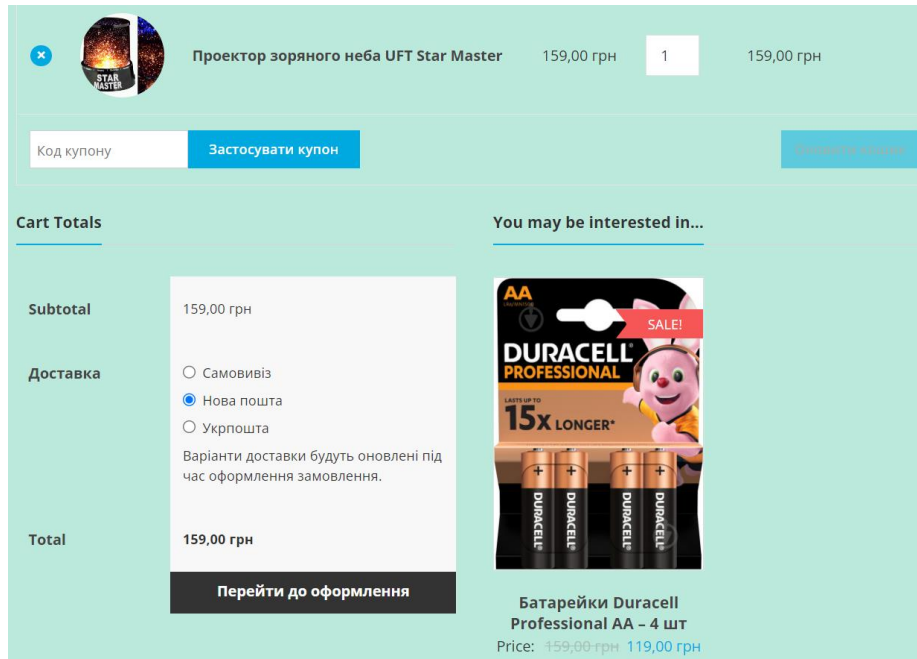 STAR
MASTER
Проектор зоряного неба UFT Star Master 159,00 грн 1 159,00 грн
Код купону Застосувати купон
Cart Totals
You may be interested in...
Subtotal 159,00 грн
Доставка
Самовивіз
Нова пошта
Укрпошта
Варіанти доставки будуть оновлені під
час оформлення замовлення.
Total 159,00 грн
Перейти до оформлення
AA
SALE!
DURACELL
PROFESSIONAL
LASTS UP TO
15X LONGER*
DURACELL®
DURACELL®
DURACELL®
DURACELL®
Батарейки Duracell
Professional AA – 4 шт
Price: 159,00 грн 119,00 грн